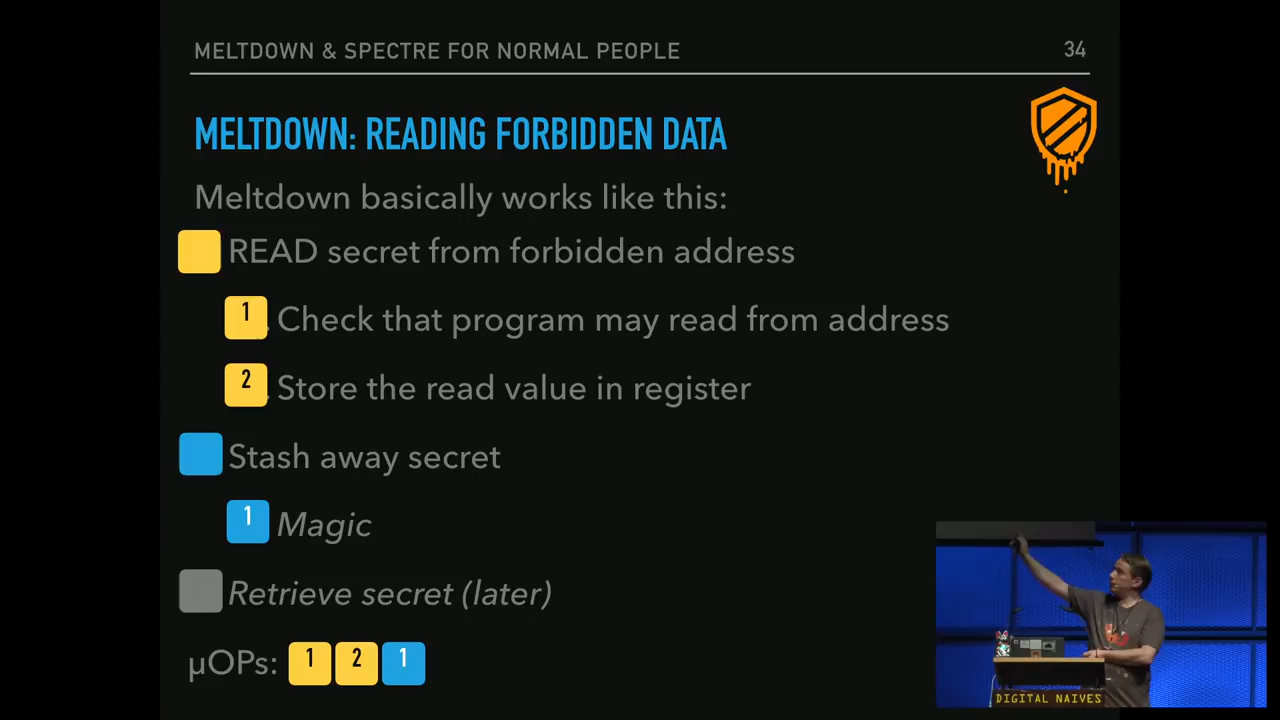 MELTDOWN & SPECTRE FOR NORMAL PEOPLE 34
MELTDOWN: READING FORBIDDEN DATA
Meltdown basically works like this:
READ secret from forbidden address
1 Check that program may read from address
2 Store the read value in register
Stash away secret
1 Magic
Retrieve secret (later)
µOPs: 1 2 1
DIGITAL NAIVES